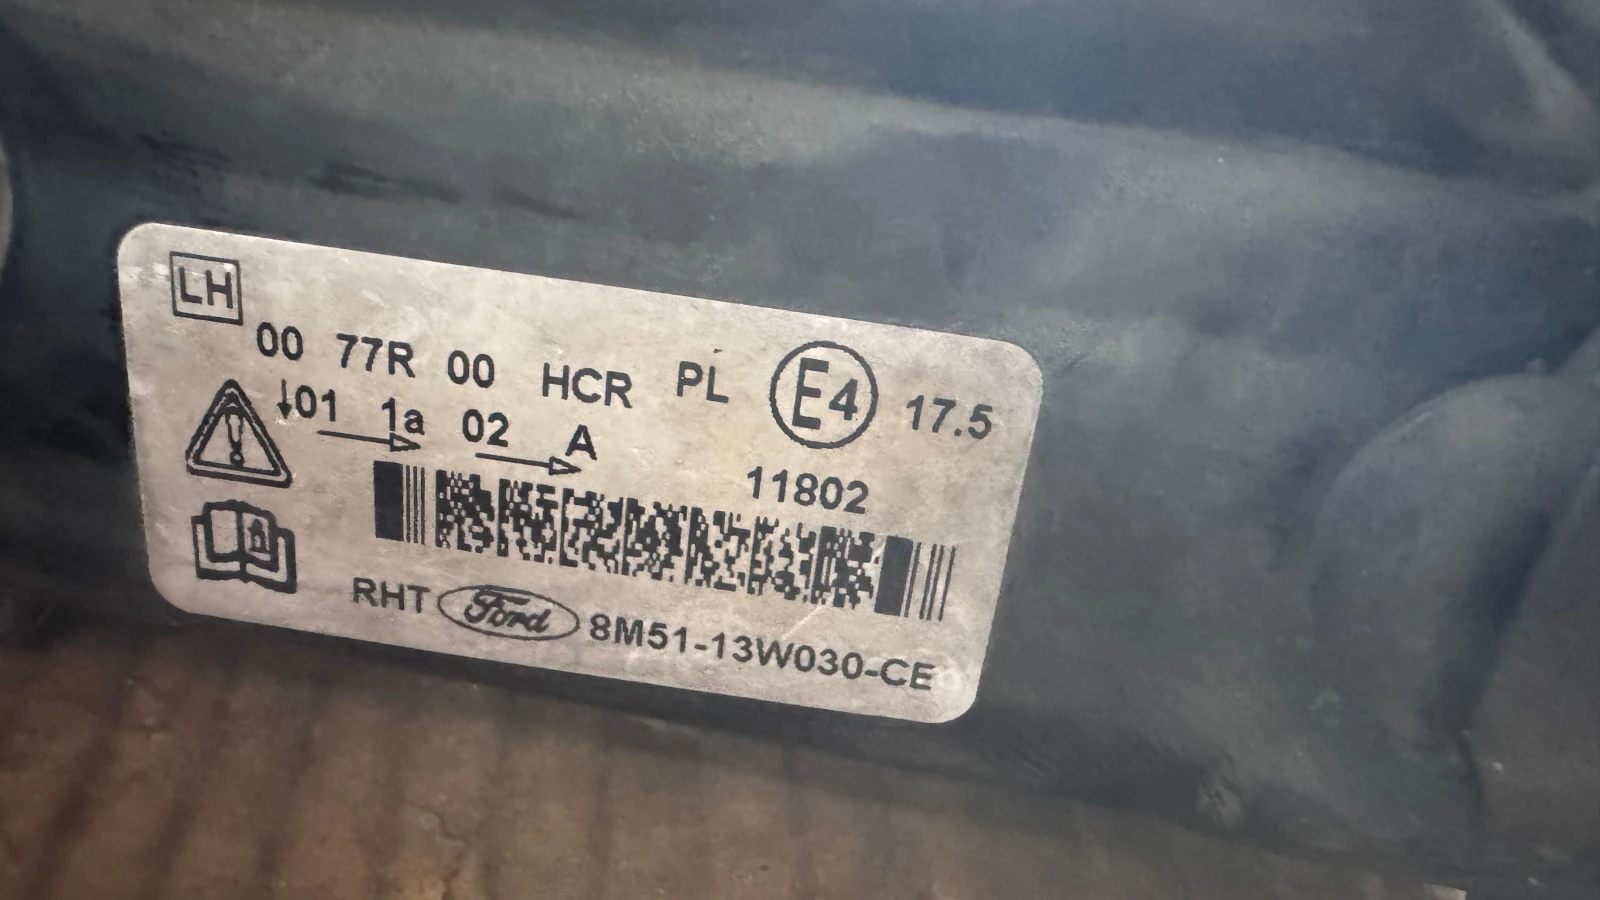 LH
00 77R 00 HCR PL E4 17.5
↓01 1a 02 A
11802
RHT Ford 8M51-13W030-CE